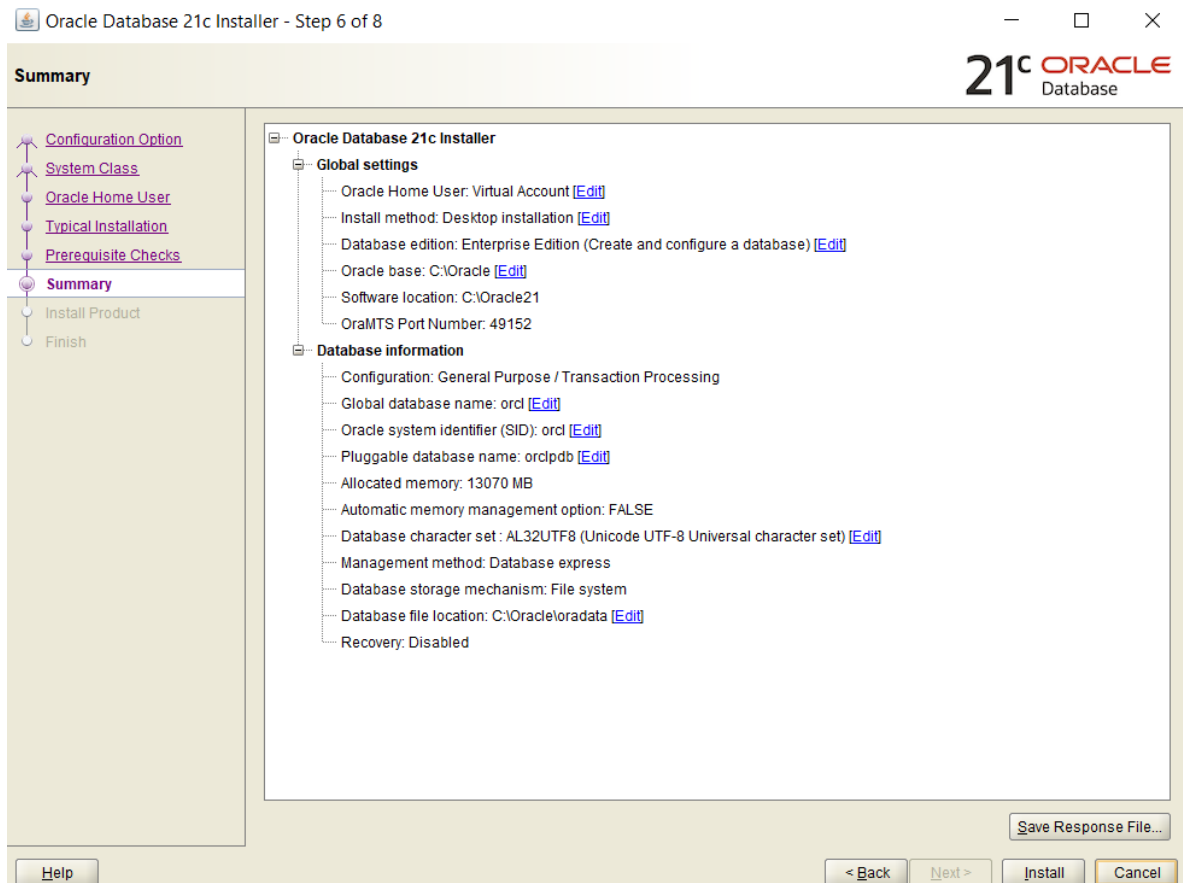 Oracle Database 21c Installer - Step 6 of 8
Summary
21c ORACLE
Database
Configuration Option
System Class
Oracle Home User
Typical Installation
Prerequisite Checks
Summary
Install Product
Finish
Oracle Database 21c Installer
Global settings
Oracle Home User: Virtual Account [Edit]
Install method: Desktop installation [Edit]
Database edition: Enterprise Edition (Create and configure a database) [Edit]
Oracle base: C:\Oracle [Edit]
Software location: C:\Oracle21
OraMTS Port Number: 49152
Database information
Configuration: General Purpose / Transaction Processing
Global database name: orcl [Edit]
Oracle system identifier (SID): orcl [Edit]
Pluggable database name: orclpdb [Edit]
Allocated memory: 13070 MB
Automatic memory management option: FALSE
Database character set : AL32UTF8 (Unicode UTF-8 Universal character set) [Edit]
Management method: Database express
Database storage mechanism: File system
Database file location: C:\Oracle\oradata [Edit]
Recovery: Disabled
Save Response File...
Help
< Back
Next >
Install
Cancel